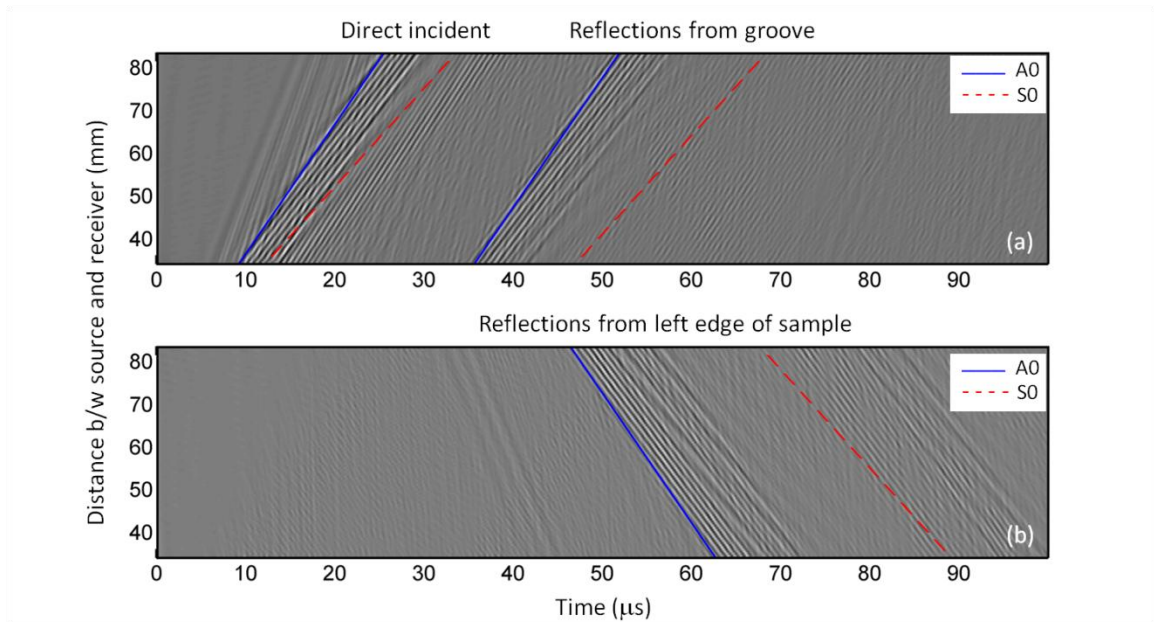 Direct incident
Reflections from groove
80
70
60
50
40
A0
S0
(a)
0 10 20 30 40 50 60 70 80 90
Distance b/w source and receiver (mm)
Reflections from left edge of sample
80
70
60
50
40
A0
S0
(b)
0 10 20 30 40 50 60 70 80 90
Time (μs)